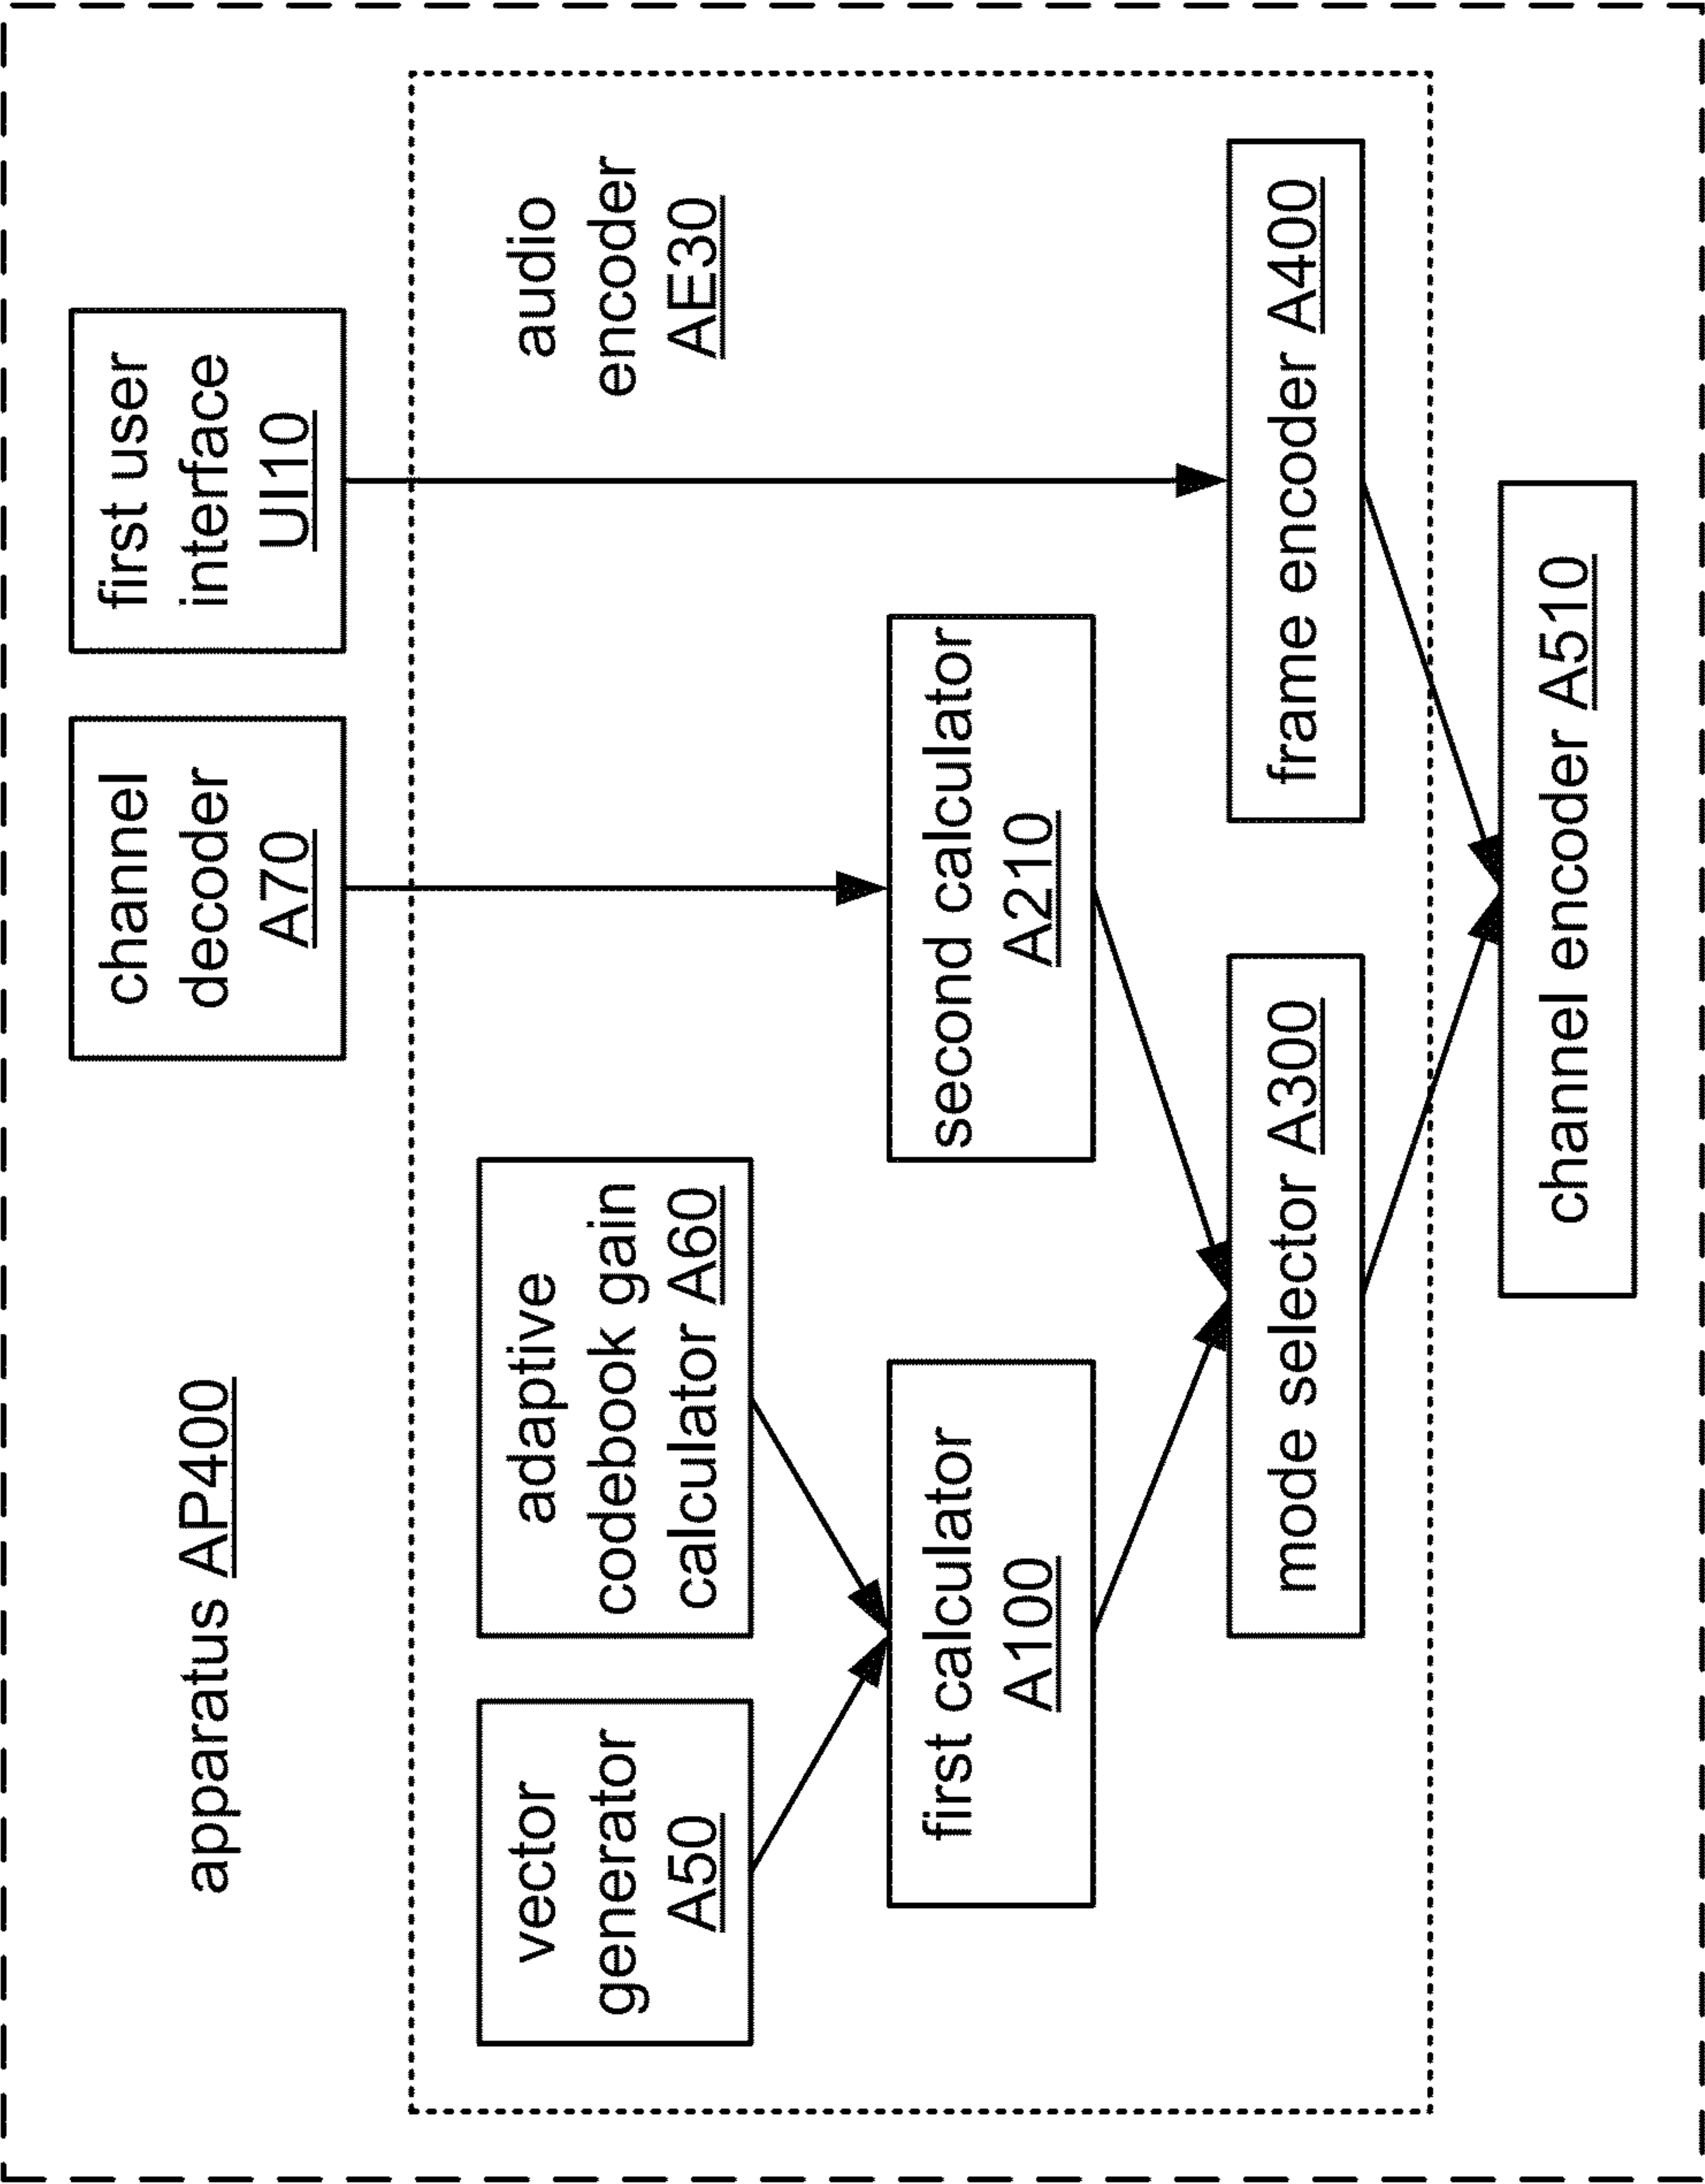 apparatus AP400
channel
decoder
A70
first user
interface
UI10
vector
generator
A50
adaptive
codebook gain
calculator A60
audio
encoder
AE30
first calculator
A100
second calculator
A210
mode selector A300
frame encoder A400
channel encoder A510